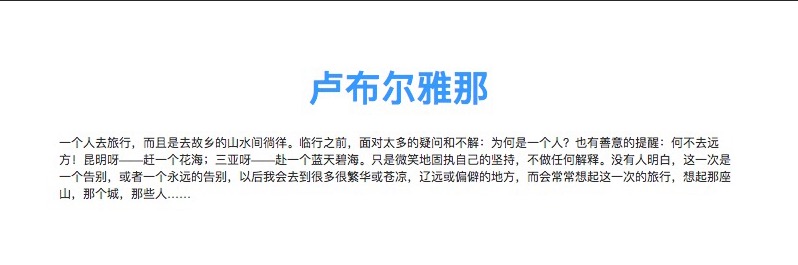 卢布尔雅那
一个人去旅行，而且是去故乡的山水间徜徉。临行之前，面对太多的疑问和不解：为何是一个人？也有善意的提醒：何不去远
方！昆明呀——赶一个花海；三亚呀——赴一个蓝天碧海。只是微笑地固执自己的坚持，不做任何解释。没有人明白，这一次是
一个告别，或者一个永远的告别，以后我会去到很多很繁华或苍凉，辽远或偏僻的地方，而会常常想起这一次的旅行，想起那座
山，那个城，那些人……